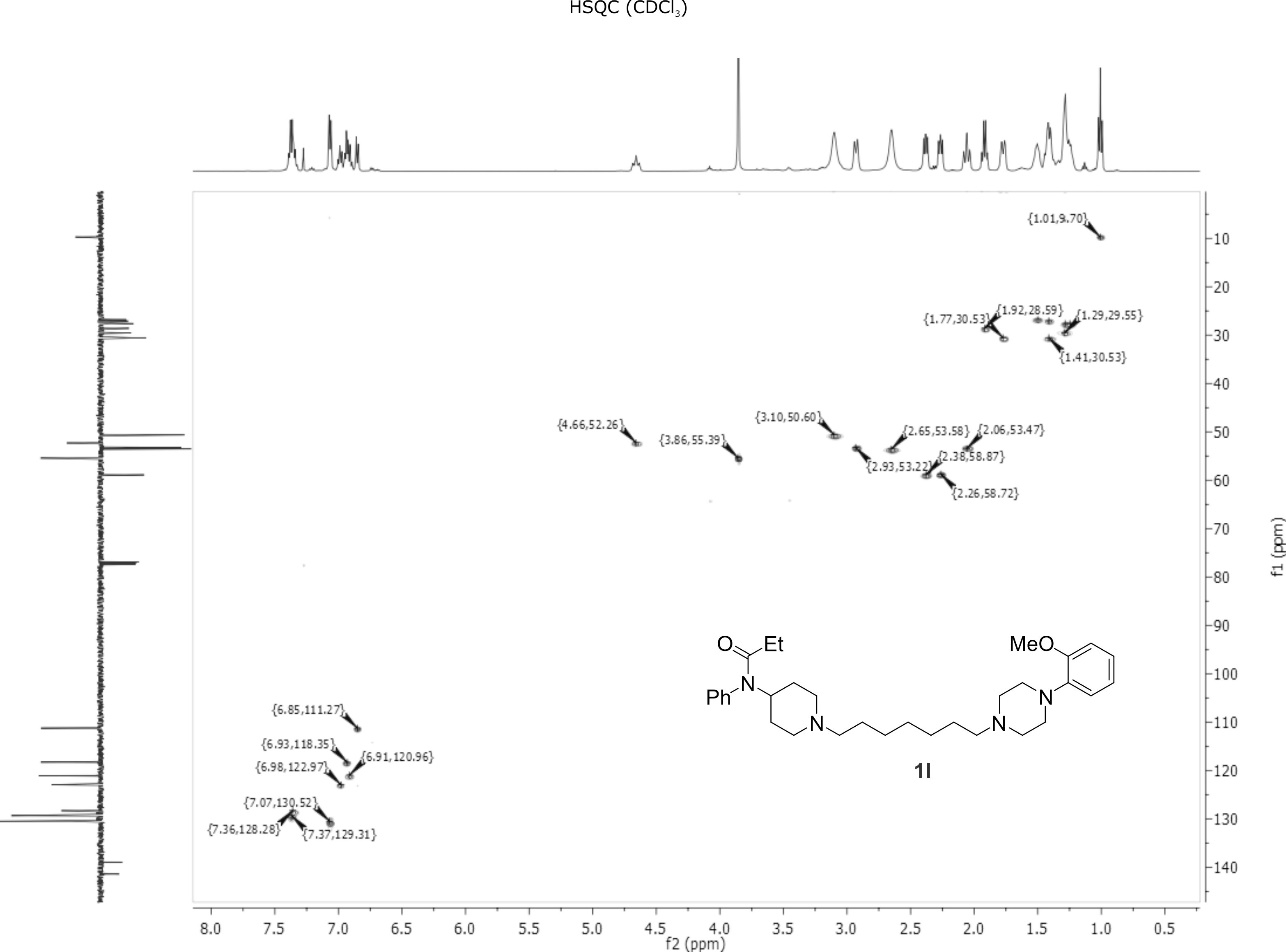 HSQC (CDCl₃)
{1.01,9.70}
{1.77,30.53}
{1.92,28.59}
{1.29,29.55}
{1.41,30.53}
{4.66,52.26}
{3.86,55.39}
{3.10,50.60}
{2.65,53.58}
{2.06,53.47}
{2.93,53.22}
{2.38,58.87}
{2.26,58.72}
{6.85,111.27}
{6.93,118.35}
{6.91,120.96}
{6.98,122.97}
{7.07,130.52}
{7.36,128.28}
{7.37,129.31}
O
Et
MeO
Ph
N
N
N
N
1l
10
20
30
40
50
60
70
80
90
100
110
120
130
140
f1 (ppm)
8.0 7.5 7.0 6.5 6.0 5.5 5.0 4.5 4.0 3.5 3.0 2.5 2.0 1.5 1.0 0.5
f2 (ppm)